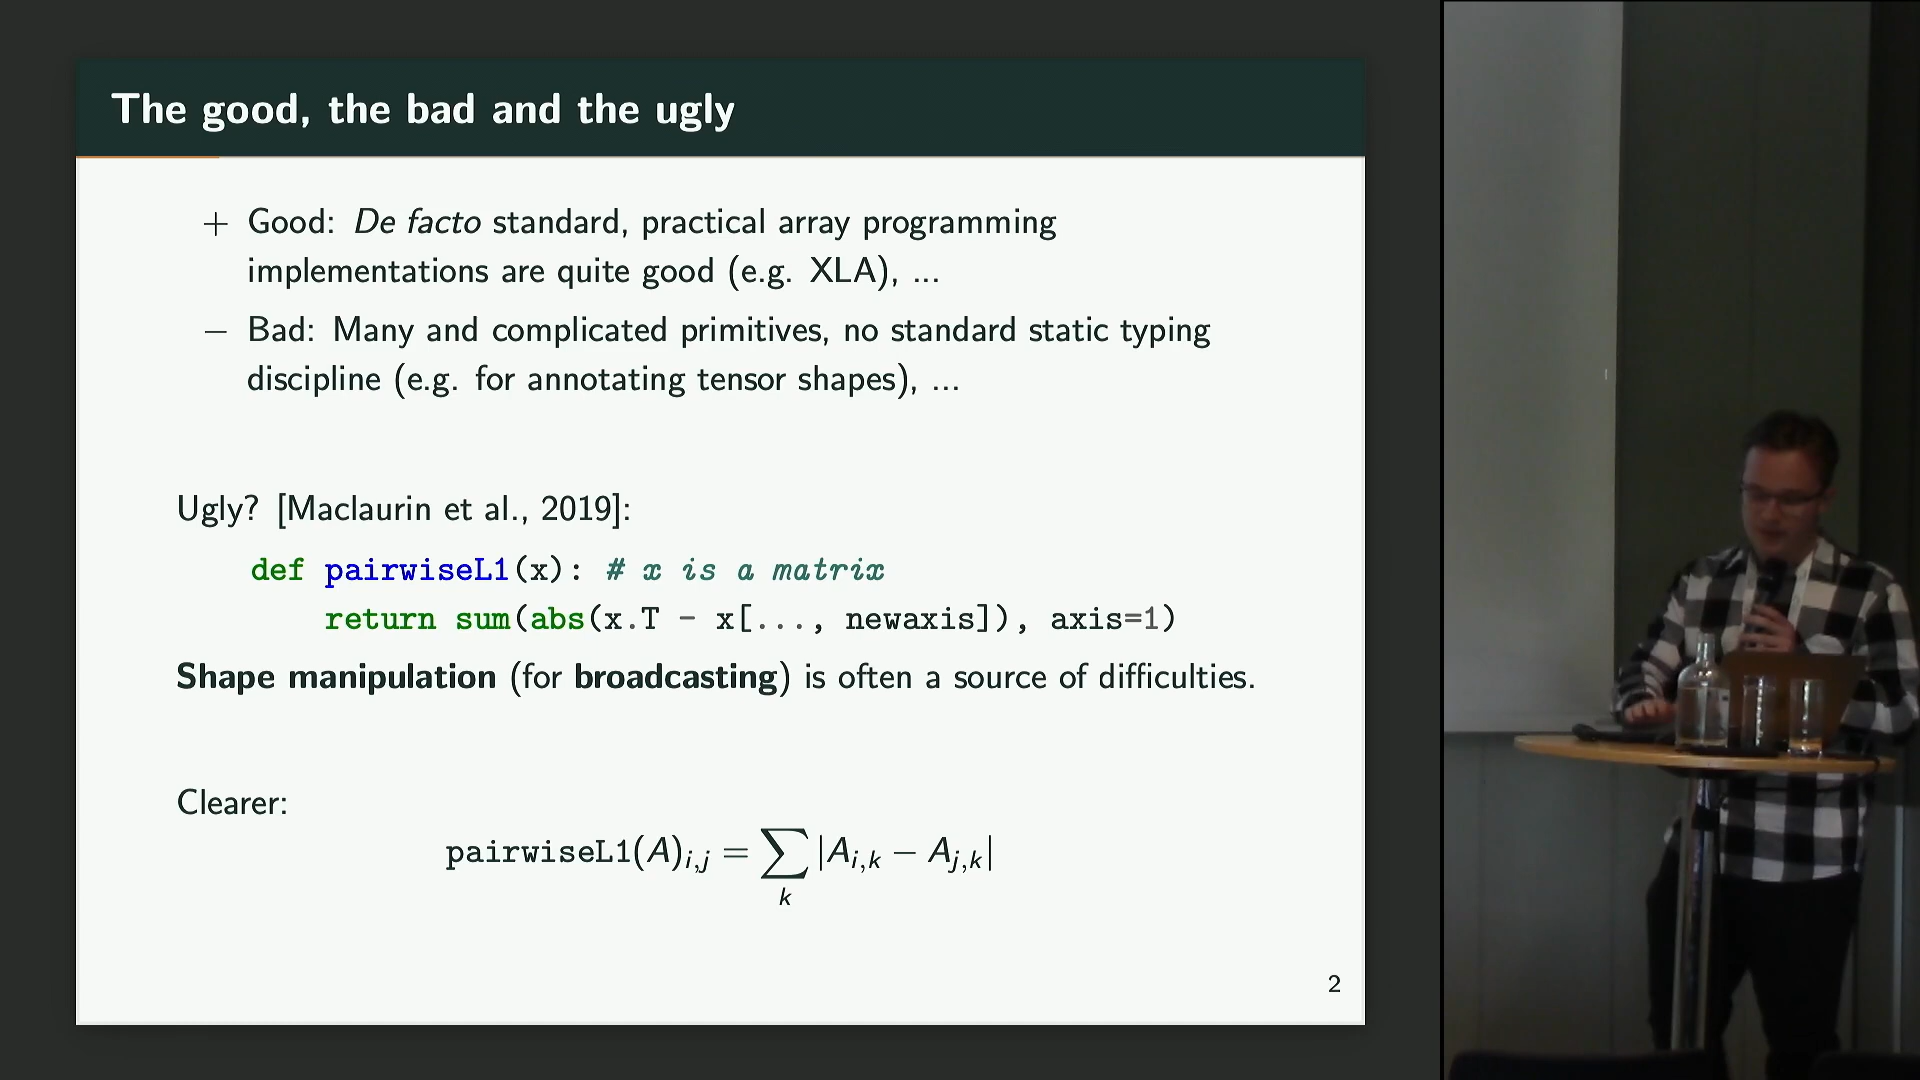 The good, the bad and the ugly
+ Good: De facto standard, practical array programming
implementations are quite good (e.g. XLA), ...
− Bad: Many and complicated primitives, no standard static typing
discipline (e.g. for annotating tensor shapes), ...
Ugly? [Maclaurin et al., 2019]:
def pairwiseL1(x): # x is a matrix
return sum(abs(x.T - x[..., newaxis]), axis=1)
Shape manipulation (for broadcasting) is often a source of difficulties.
Clearer:
pairwiseL1(A)i,j = ∑k |Ai,k − Aj,k|
2